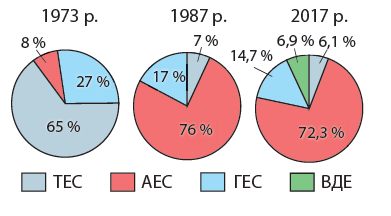 1973 р. 1987 р. 2017 р.
8 % 27 % 65 %
7 % 17 % 76 %
6,9 % 6,1 % 14,7 % 72,3 %
ТЕС АЕС ГЕС ВДЕ